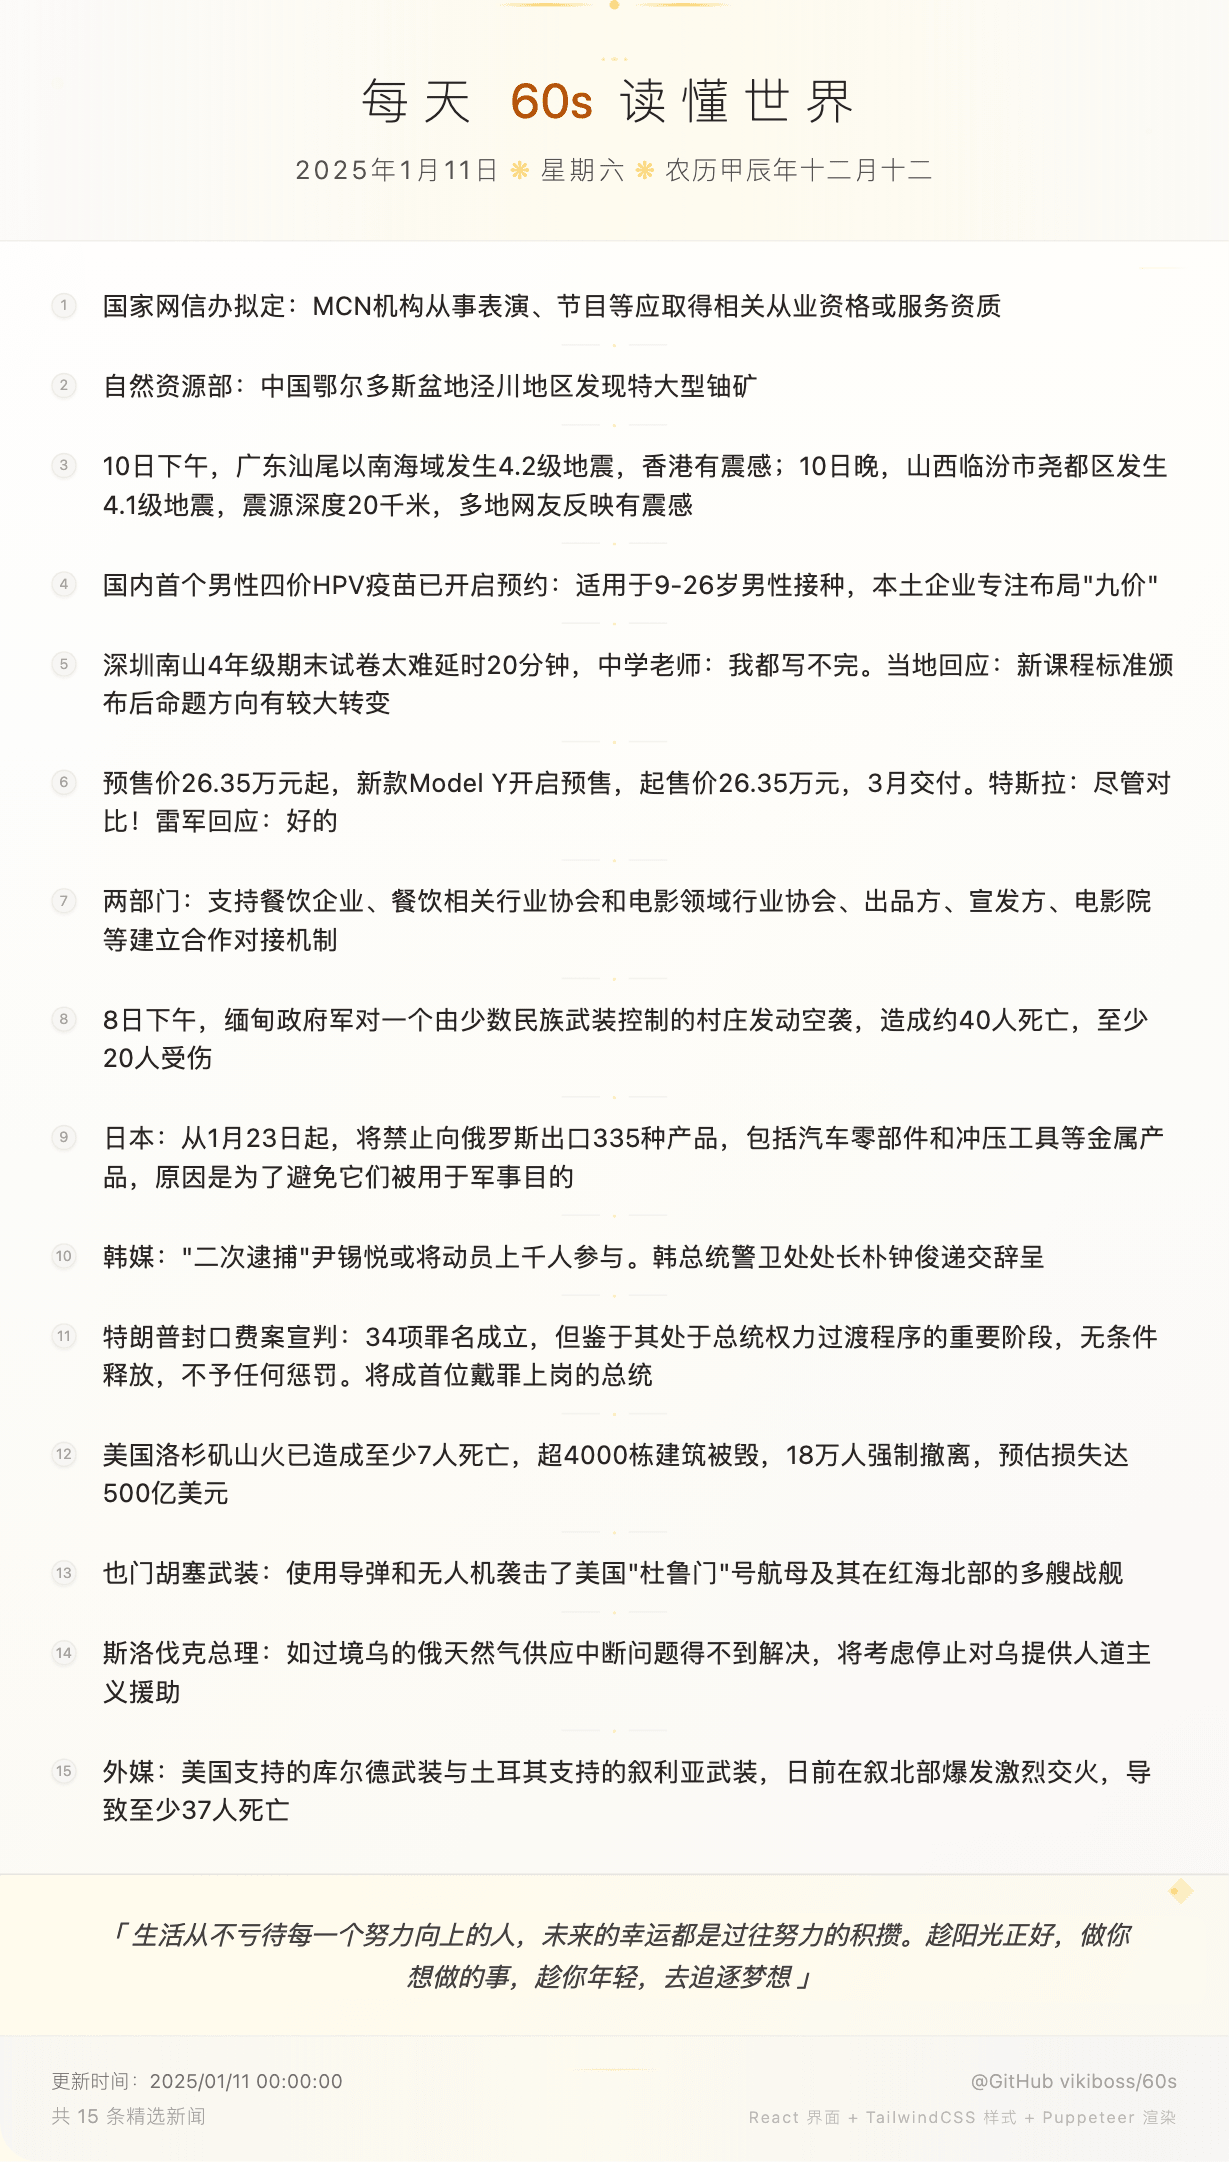 每天 60s 读懂世界
2025年1月11日 ❋ 星期六 ❋ 农历甲辰年十二月十二
1 国家网信办拟定：MCN机构从事表演、节目等应取得相关从业资格或服务资质
2 自然资源部：中国鄂尔多斯盆地泾川地区发现特大型铀矿
3 10日下午，广东汕尾以南海域发生4.2级地震，香港有震感；10日晚，山西临汾市尧都区发生
4.1级地震，震源深度20千米，多地网友反映有震感
4 国内首个男性四价HPV疫苗已开启预约：适用于9-26岁男性接种，本土企业专注布局"九价"
5 深圳南山4年级期末试卷太难延时20分钟，中学老师：我都写不完。当地回应：新课程标准颁
布后命题方向有较大转变
6 预售价26.35万元起，新款Model Y开启预售，起售价26.35万元，3月交付。特斯拉：尽管对
比！雷军回应：好的
7 两部门：支持餐饮企业、餐饮相关行业协会和电影领域行业协会、出品方、宣发方、电影院
等建立合作对接机制
8 8日下午，缅甸政府军对一个由少数民族武装控制的村庄发动空袭，造成约40人死亡，至少
20人受伤
9 日本：从1月23日起，将禁止向俄罗斯出口335种产品，包括汽车零部件和冲压工具等金属产
品，原因是为了避免它们被用于军事目的
10 韩媒："二次逮捕"尹锡悦或将动员上千人参与。韩总统警卫处处长朴钟俊递交辞呈
11 特朗普封口费案宣判：34项罪名成立，但鉴于其处于总统权力过渡程序的重要阶段，无条件
释放，不予任何惩罚。将成首位戴罪上岗的总统
12 美国洛杉矶山火已造成至少7人死亡，超4000栋建筑被毁，18万人强制撤离，预估损失达
500亿美元
13 也门胡塞武装：使用导弹和无人机袭击了美国"杜鲁门"号航母及其在红海北部的多艘战舰
14 斯洛伐克总理：如过境乌的俄天然气供应中断问题得不到解决，将考虑停止对乌提供人道主
义援助
15 外媒：美国支持的库尔德武装与土耳其支持的叙利亚武装，日前在叙北部爆发激烈交火，导
致至少37人死亡
「 生活从不亏待每一个努力向上的人，未来的幸运都是过往努力的积攒。趁阳光正好，做你
想做的事，趁你年轻，去追逐梦想 」
更新时间：2025/01/11 00:00:00
@GitHub vikiboss/60s
共 15 条精选新闻
React 界面 + TailwindCSS 样式 + Puppeteer 渲染